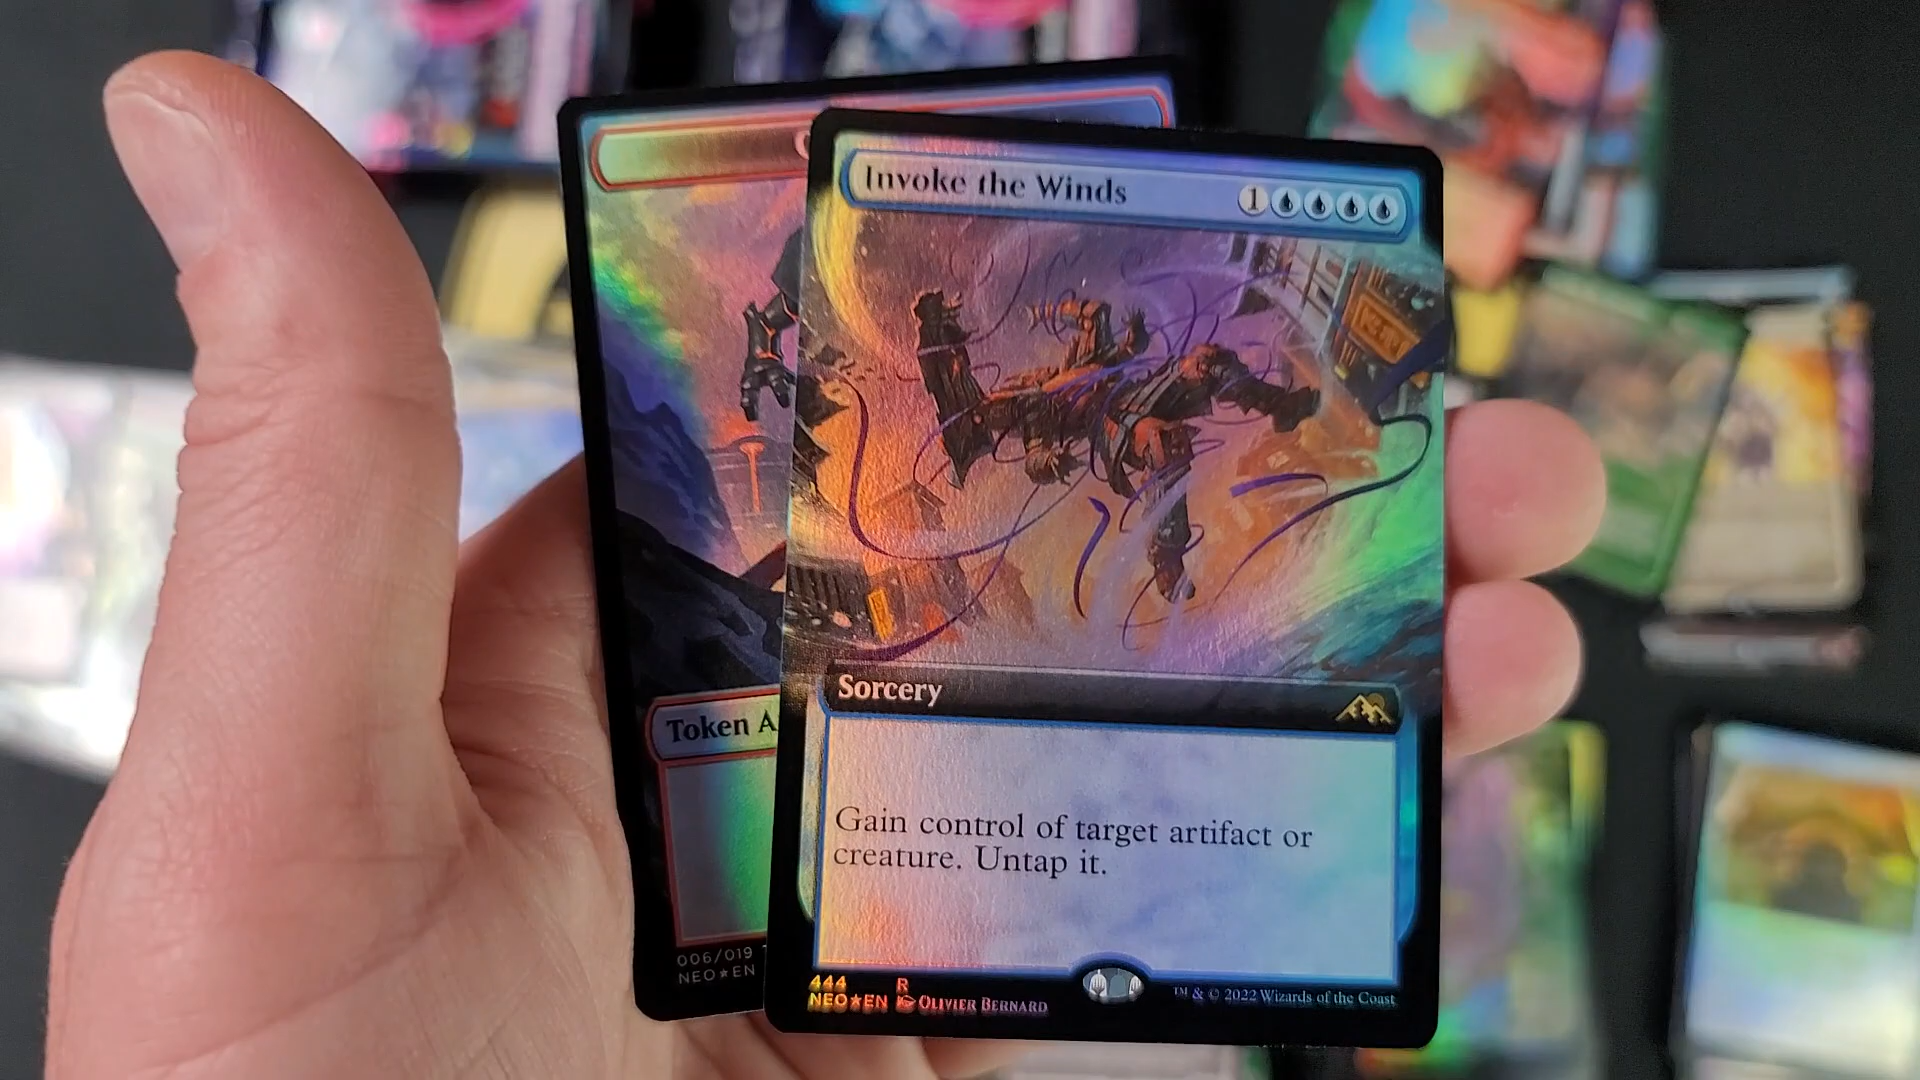 Invoke the Winds
1
Sorcery
Gain control of target artifact or
creature. Untap it.
444 R
NEO★EN Olivier Bernard
™ & © 2022 Wizards of the Coast
Token A
006/019
NEO★EN